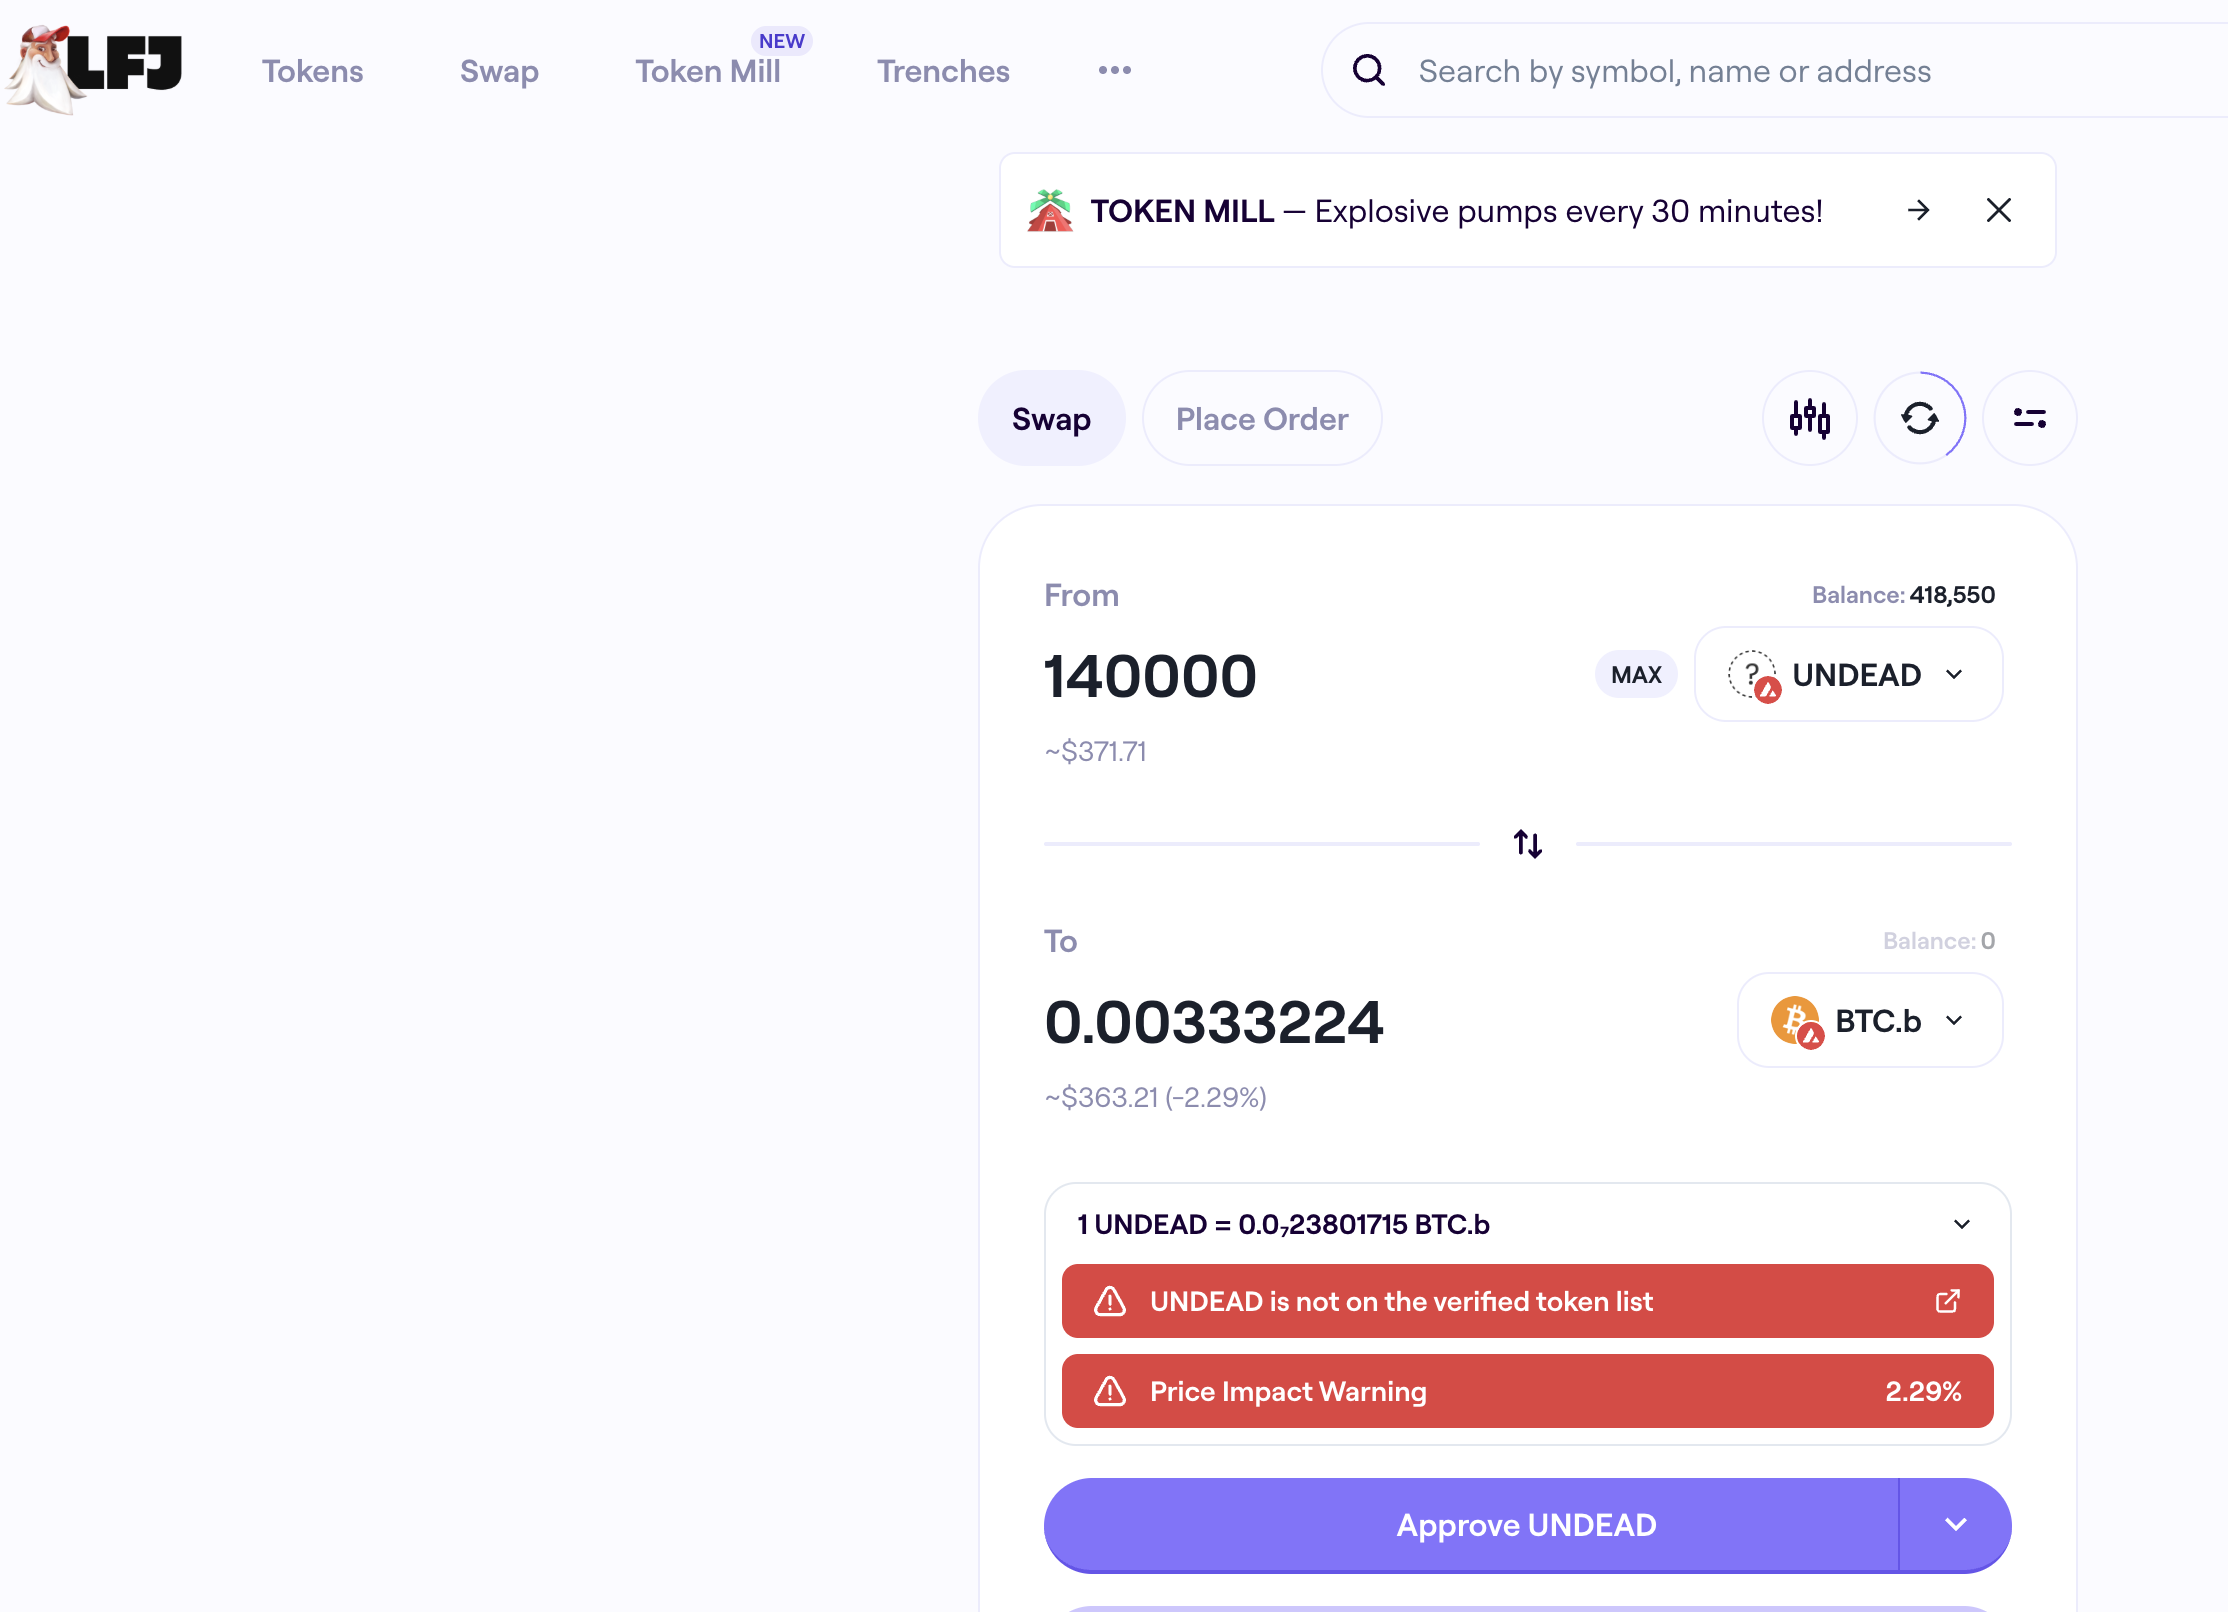 LFJ
Tokens
Swap
Token Mill
NEW
Trenches
Search by symbol, name or address
TOKEN MILL — Explosive pumps every 30 minutes!
Swap
Place Order
From
Balance: 418,550
140000
MAX
? UNDEAD
~$371.71
To
Balance: 0
0.00333224
BTC.b
~$363.21 (-2.29%)
1 UNDEAD = 0.0₇23801715 BTC.b
UNDEAD is not on the verified token list
Price Impact Warning 2.29%
Approve UNDEAD